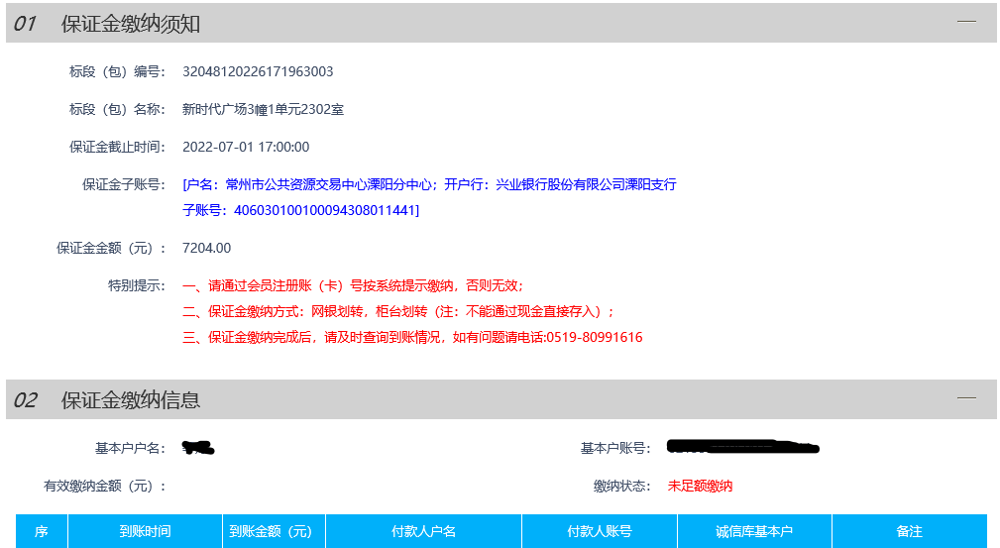 01 保证金缴纳须知
标段（包）编号： 32048120226171963003
标段（包）名称： 新时代广场3幢1单元2302室
保证金截止时间： 2022-07-01 17:00:00
保证金子账号： [户名：常州市公共资源交易中心溧阳分中心；开户行：兴业银行股份有限公司溧阳支行
子账号：406030100100094308011441]
保证金金额（元）： 7204.00
特别提示： 一、请通过会员注册账（卡）号按系统提示缴纳，否则无效；
二、保证金缴纳方式：网银划转，柜台划转（注：不能通过现金直接存入）；
三、保证金缴纳完成后，请及时查询到账情况，如有问题请电话:0519-80991616
02 保证金缴纳信息
基本户户名： 基本户账号：
有效缴纳金额（元）： 缴纳状态： 未足额缴纳
序 到账时间 到账金额（元） 付款人户名 付款人账号 诚信库基本户 备注